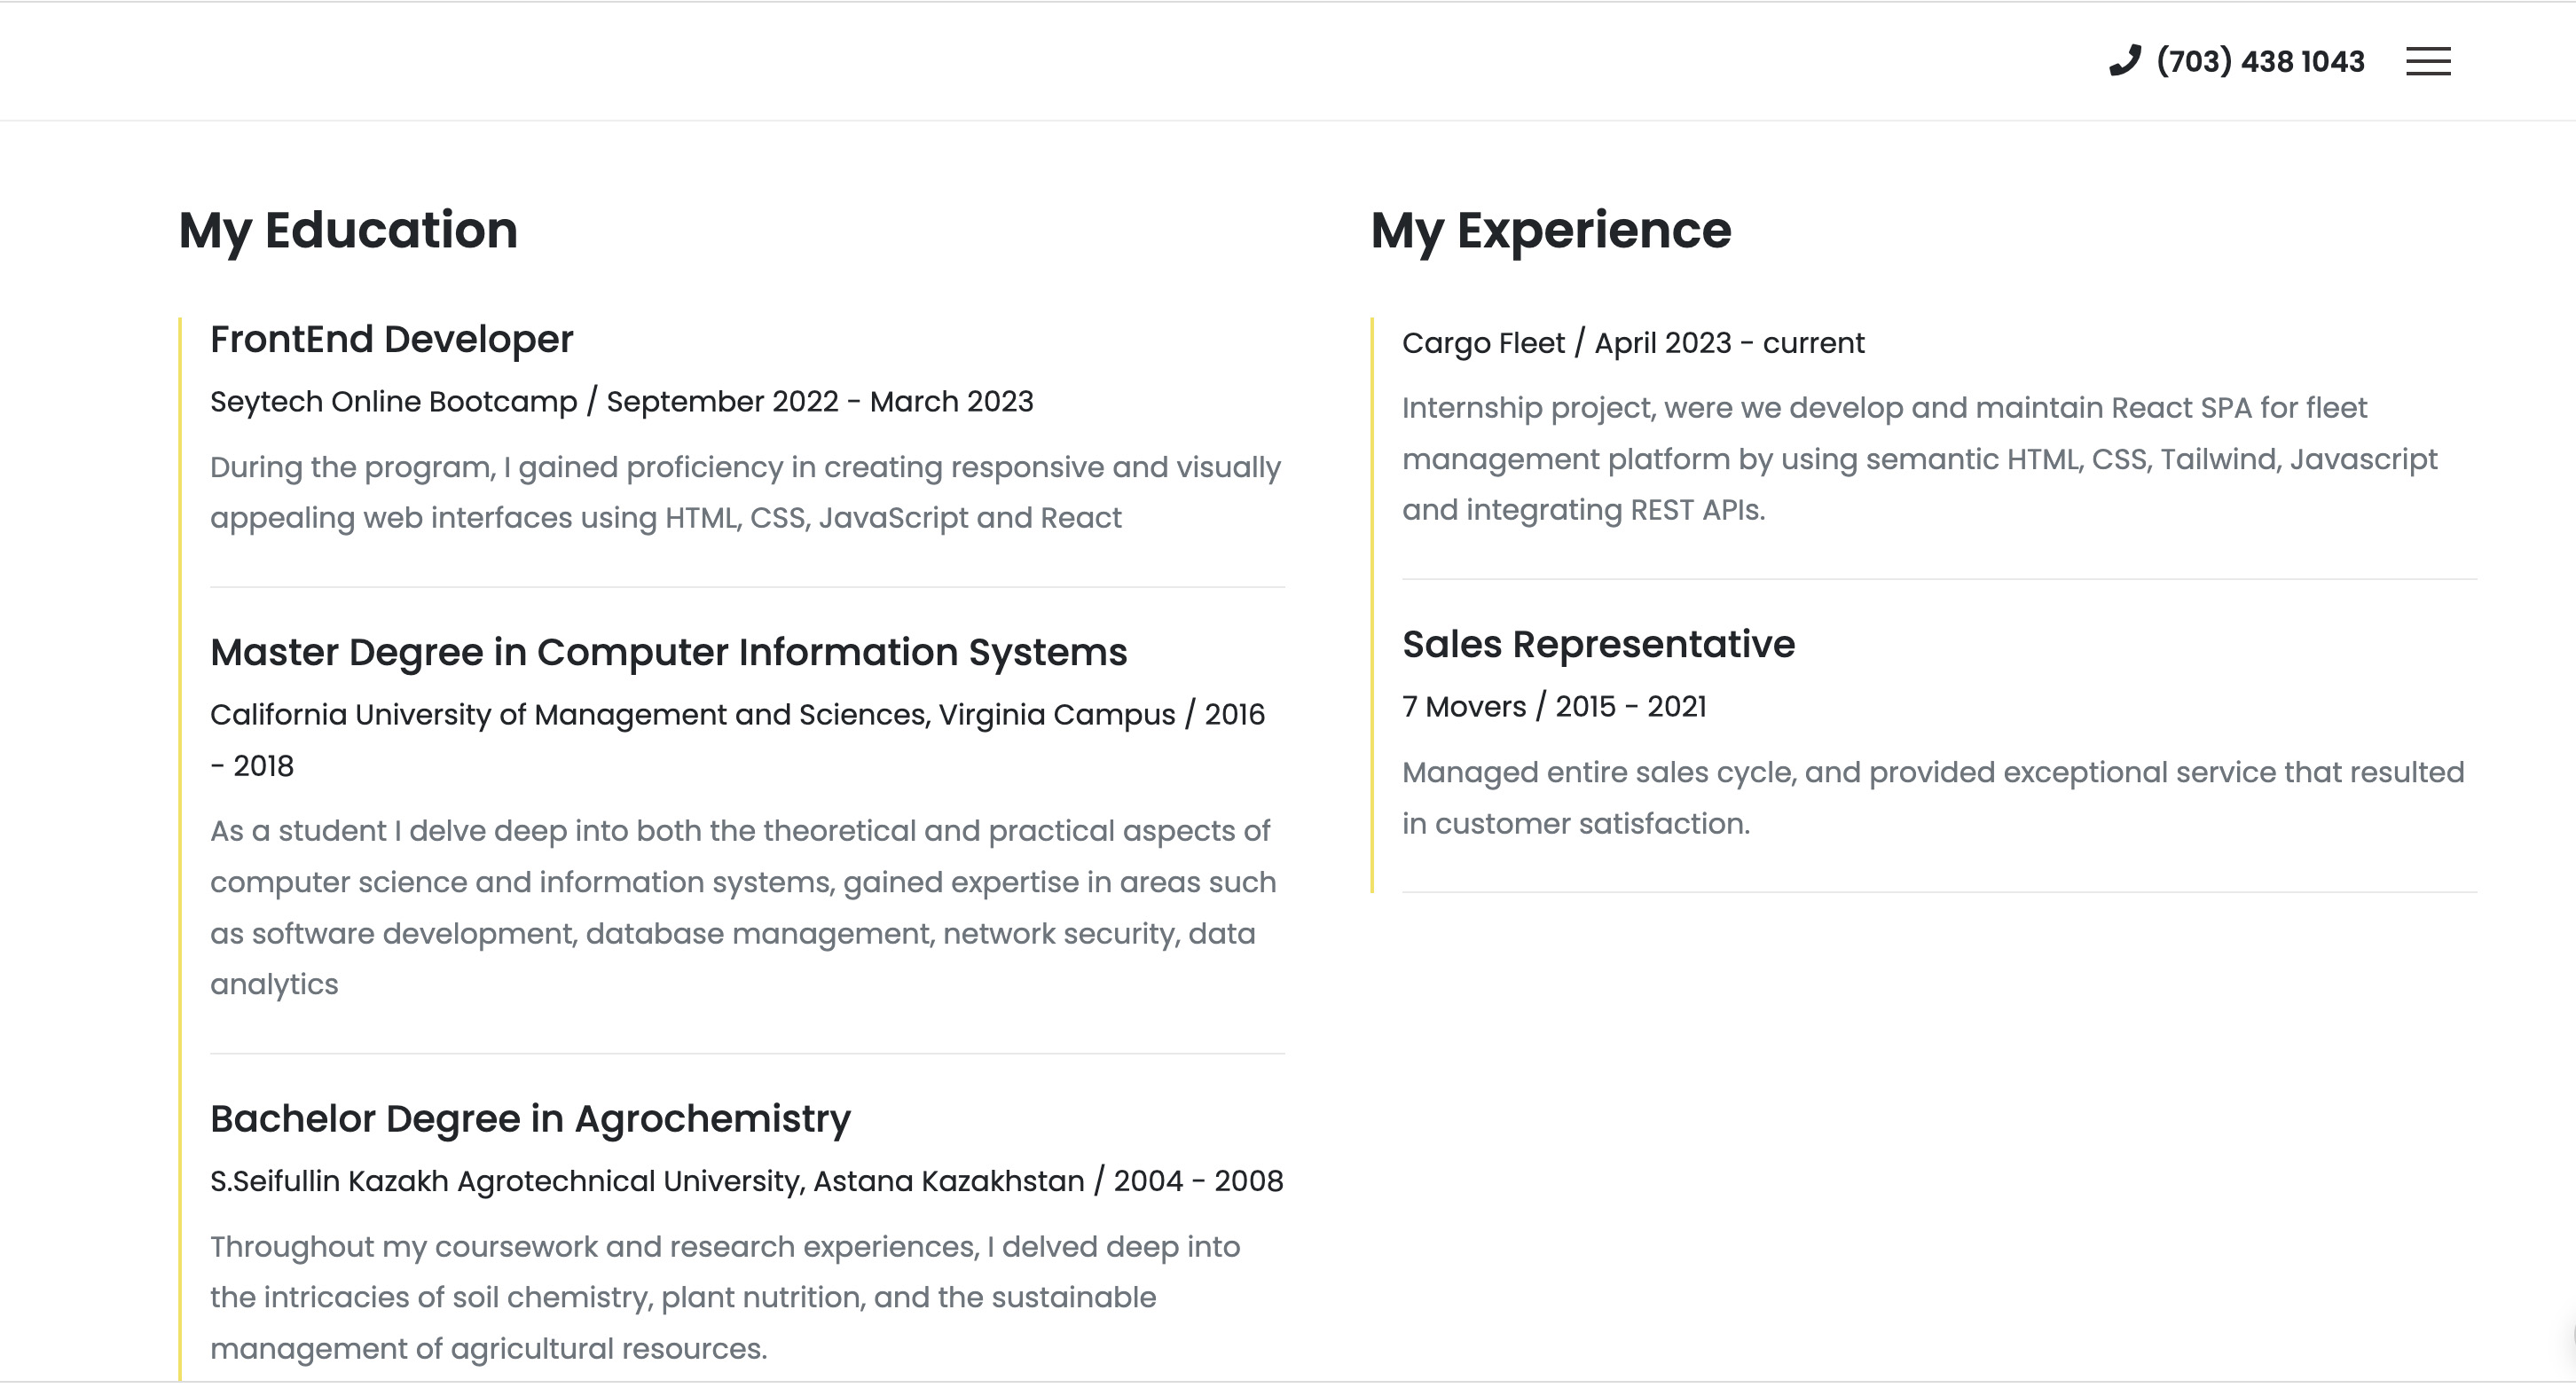 (703) 438 1043
My Education
FrontEnd Developer
Seytech Online Bootcamp / September 2022 - March 2023
During the program, I gained proficiency in creating responsive and visually
appealing web interfaces using HTML, CSS, JavaScript and React
Master Degree in Computer Information Systems
California University of Management and Sciences, Virginia Campus / 2016
- 2018
As a student I delve deep into both the theoretical and practical aspects of
computer science and information systems, gained expertise in areas such
as software development, database management, network security, data
analytics
Bachelor Degree in Agrochemistry
S.Seifullin Kazakh Agrotechnical University, Astana Kazakhstan / 2004 - 2008
Throughout my coursework and research experiences, I delved deep into
the intricacies of soil chemistry, plant nutrition, and the sustainable
management of agricultural resources.
My Experience
Cargo Fleet / April 2023 - current
Internship project, were we develop and maintain React SPA for fleet
management platform by using semantic HTML, CSS, Tailwind, Javascript
and integrating REST APIs.
Sales Representative
7 Movers / 2015 - 2021
Managed entire sales cycle, and provided exceptional service that resulted
in customer satisfaction.